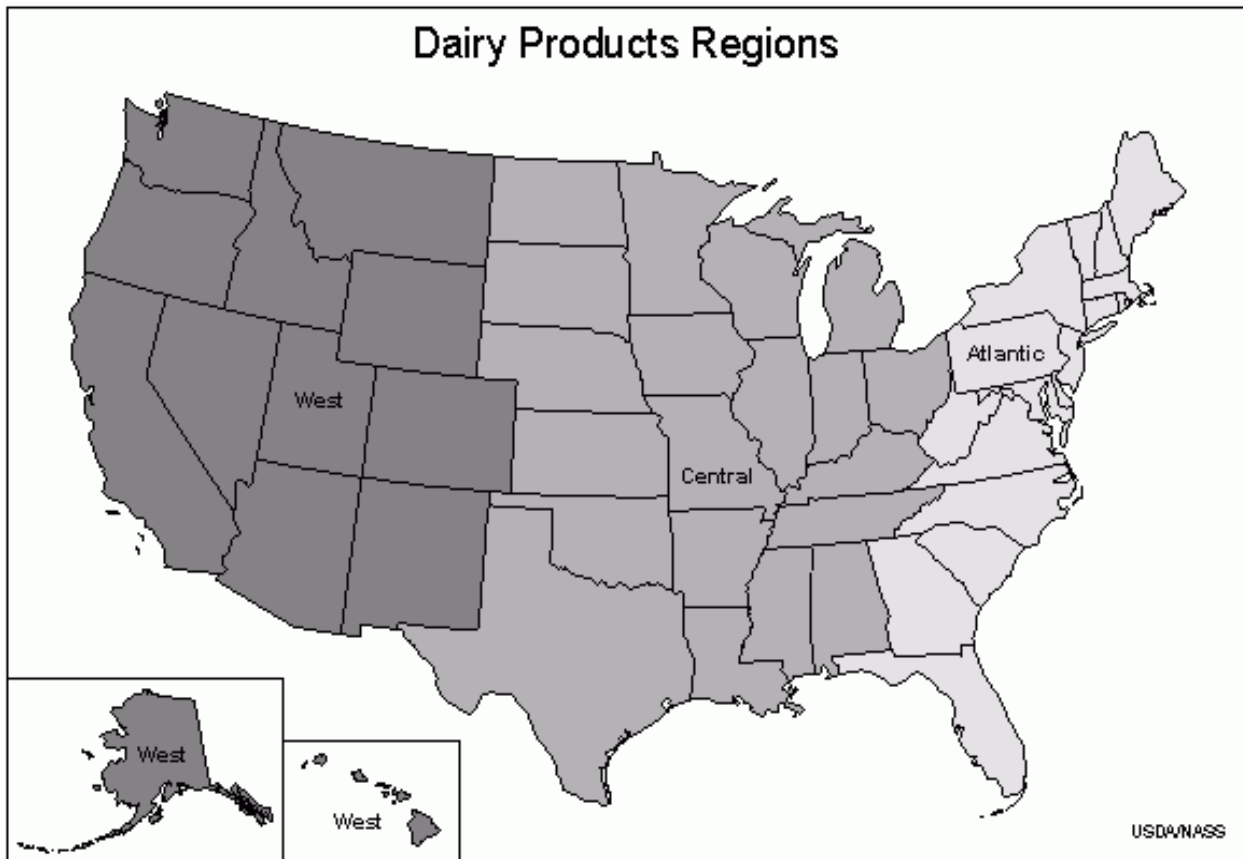 Dairy Products Regions
Atlantic
West
Central
West
West
USDA/NASS